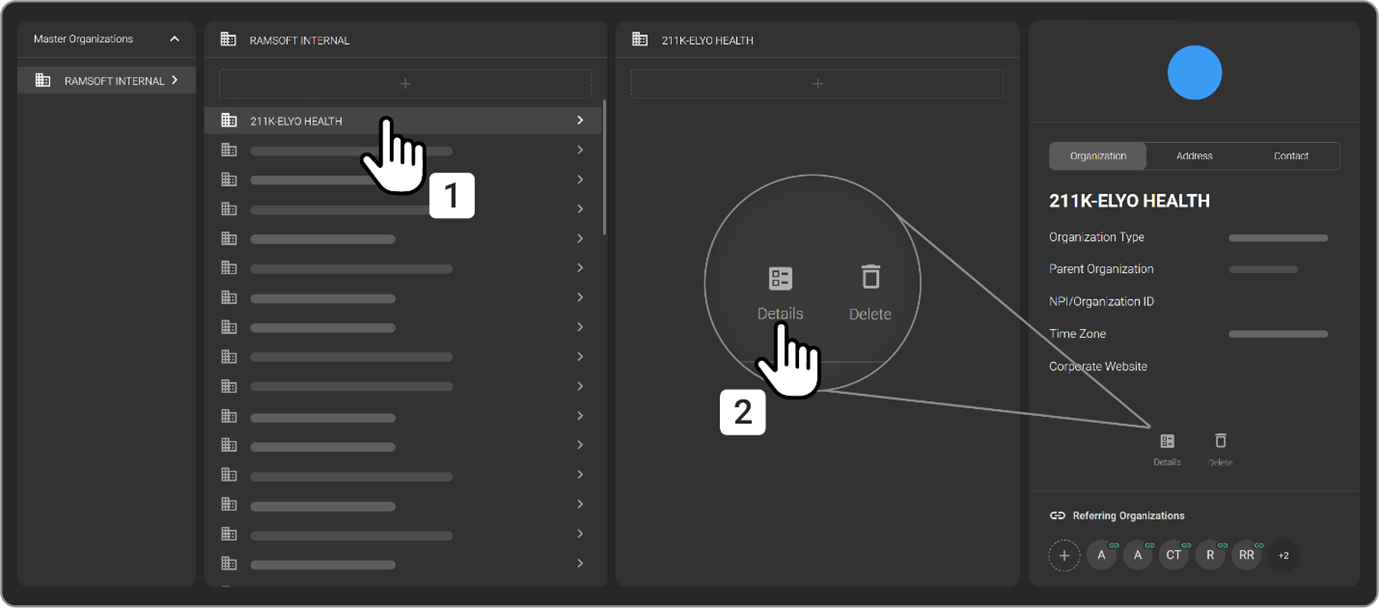 Master Organizations
RAMSOFT INTERNAL
RAMSOFT INTERNAL
211K-ELYO HEALTH
1
211K-ELYO HEALTH
Details
Delete
2
Organization
Address
Contact
211K-ELYO HEALTH
Organization Type
Parent Organization
NPI/Organization ID
Time Zone
Corporate Website
Details
Delete
Referring Organizations
A
A
CT
R
RR
+2